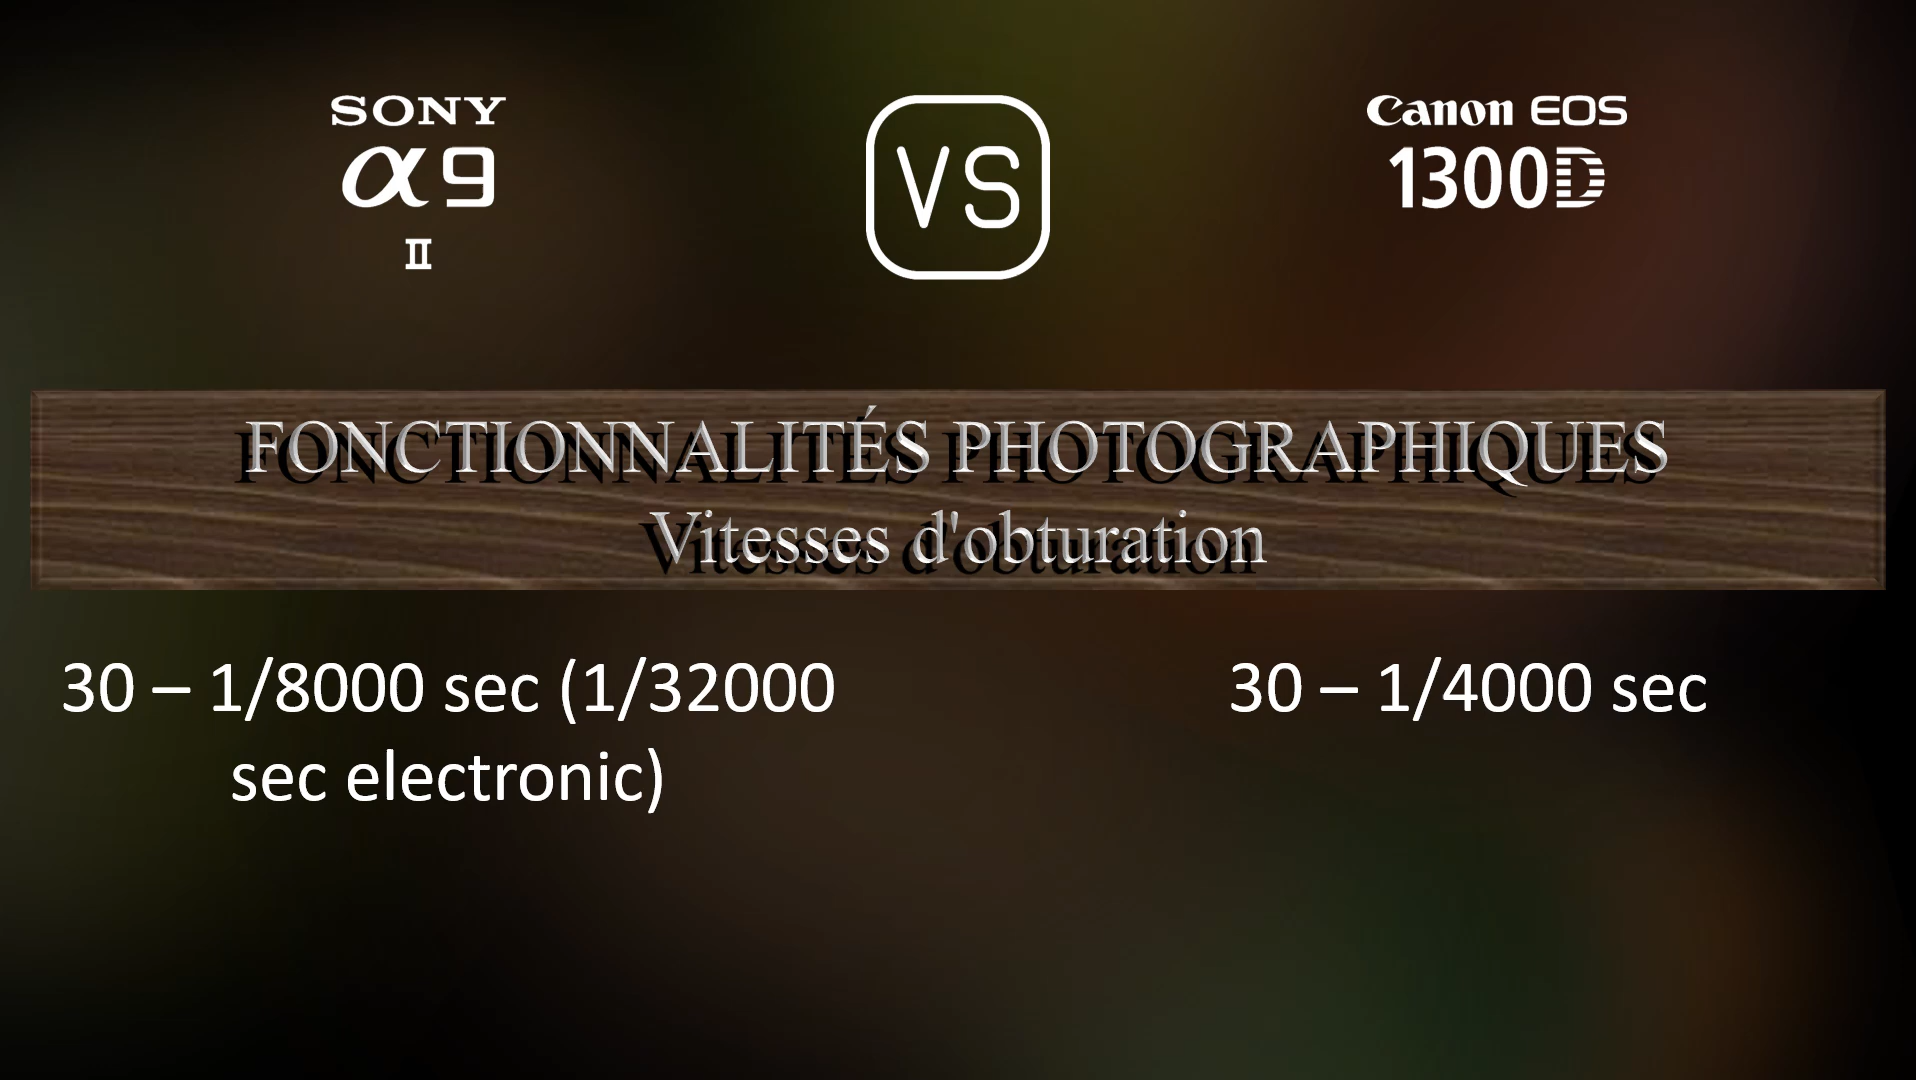 SONY
α9
II
VS
Canon EOS
1300D
FONCTIONNALITÉS PHOTOGRAPHIQUES
Vitesses d'obturation
30 – 1/8000 sec (1/32000
sec electronic)
30 – 1/4000 sec